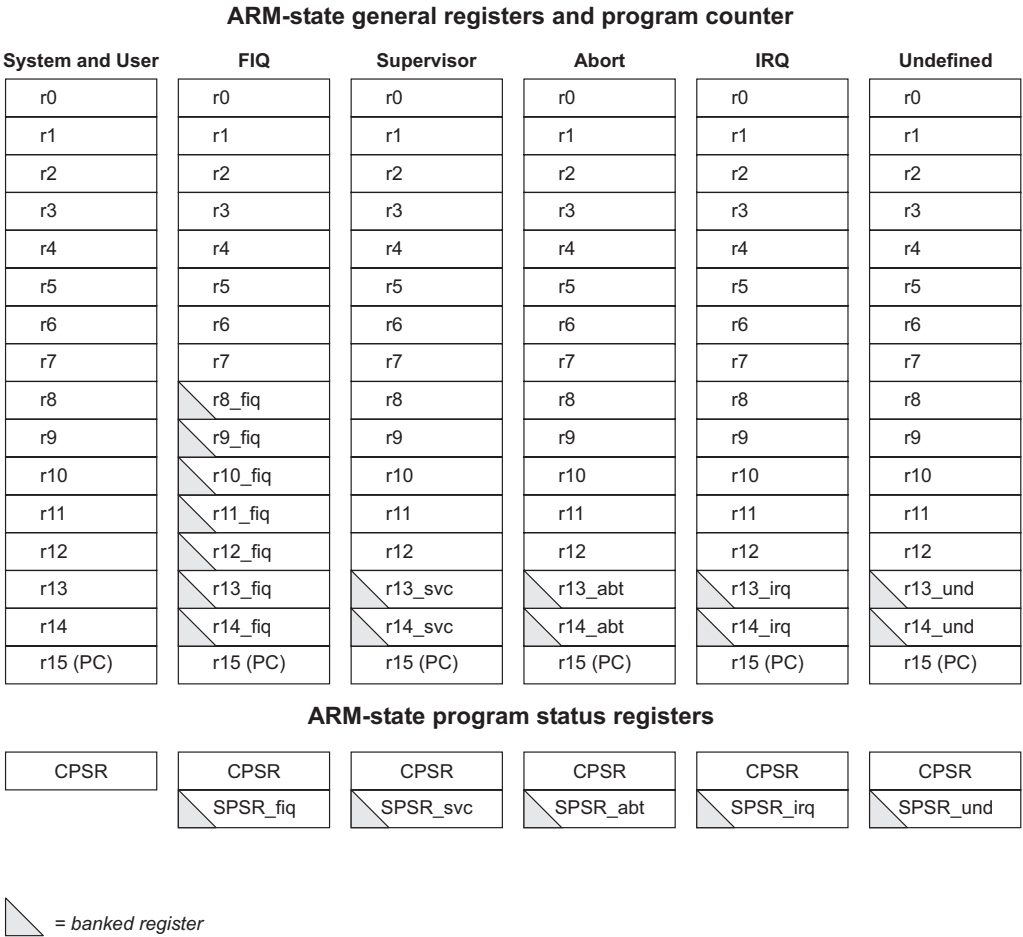 ARM-state general registers and program counter
System and User FIQ Supervisor Abort IRQ Undefined
r0 r0 r0 r0 r0 r0
r1 r1 r1 r1 r1 r1
r2 r2 r2 r2 r2 r2
r3 r3 r3 r3 r3 r3
r4 r4 r4 r4 r4 r4
r5 r5 r5 r5 r5 r5
r6 r6 r6 r6 r6 r6
r7 r7 r7 r7 r7 r7
r8 r8_fiq r8 r8 r8 r8
r9 r9_fiq r9 r9 r9 r9
r10 r10_fiq r10 r10 r10 r10
r11 r11_fiq r11 r11 r11 r11
r12 r12_fiq r12 r12 r12 r12
r13 r13_fiq r13_svc r13_abt r13_irq r13_und
r14 r14_fiq r14_svc r14_abt r14_irq r14_und
r15 (PC) r15 (PC) r15 (PC) r15 (PC) r15 (PC) r15 (PC)
ARM-state program status registers
CPSR CPSR CPSR CPSR CPSR CPSR
SPSR_fiq SPSR_svc SPSR_abt SPSR_irq SPSR_und
= banked register